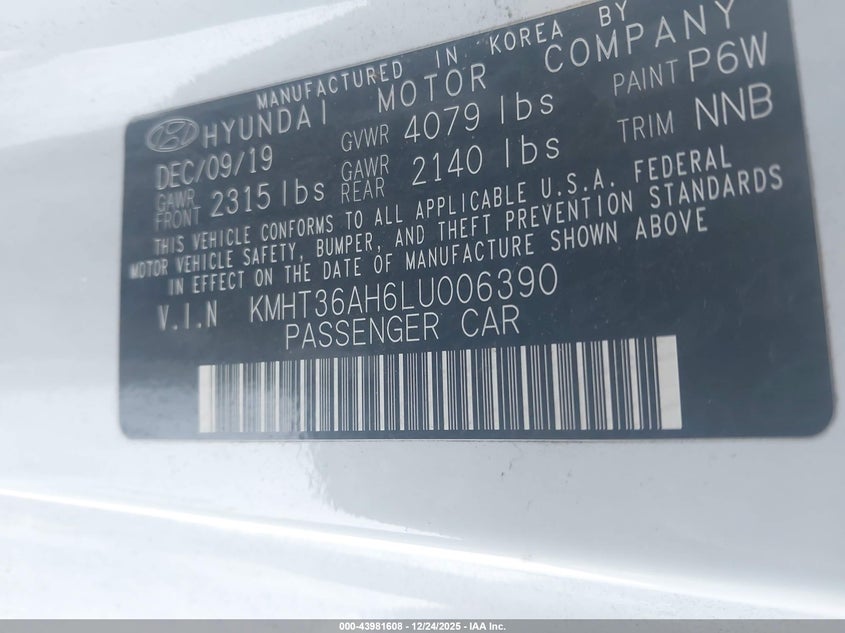 MANUFACTURED IN KOREA BY
HYUNDAI MOTOR COMPANY
DEC/09/19 GVWR 4079 lbs PAINT P6W
GAWR FRONT 2315 lbs GAWR REAR 2140 lbs TRIM NNB
THIS VEHICLE CONFORMS TO ALL APPLICABLE U.S.A. FEDERAL
MOTOR VEHICLE SAFETY, BUMPER, AND THEFT PREVENTION STANDARDS
IN EFFECT ON THE DATE OF MANUFACTURE SHOWN ABOVE
V.I.N KMHT36AH6LU006390
PASSENGER CAR
000-43981608 - 12/24/2025 - IAA Inc.